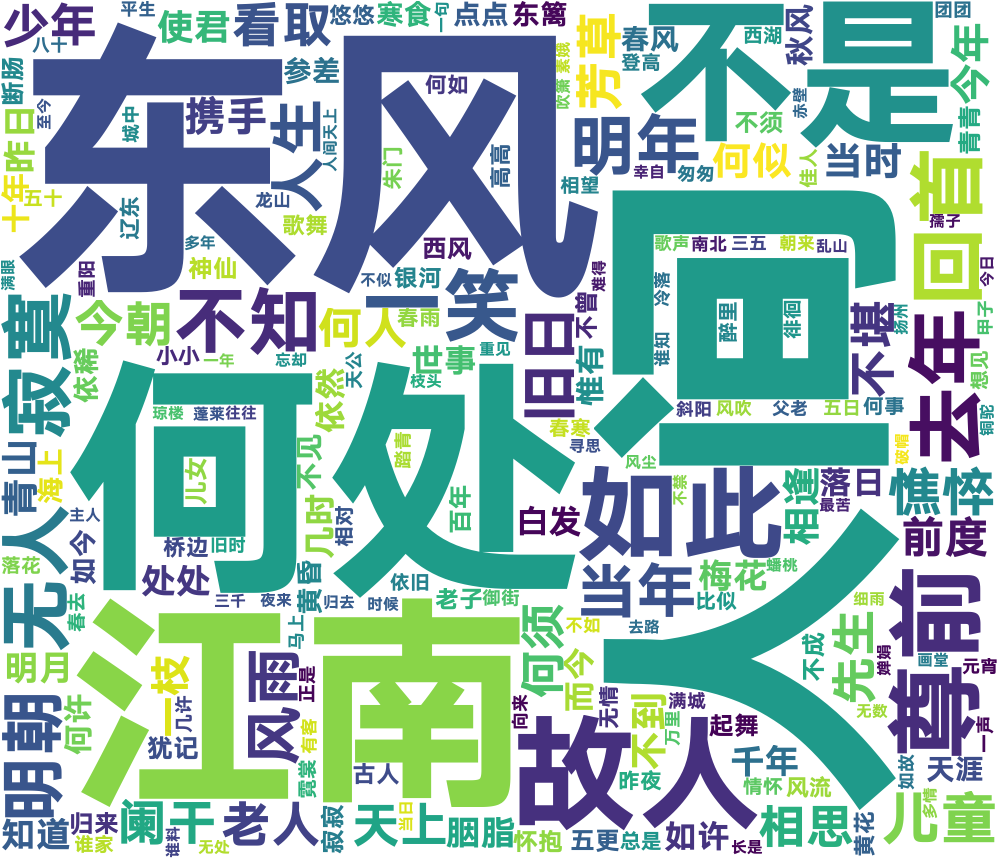 少年
平生
使君
看取
悠悠
寒食
一句
点点
东篱
不是
团团
八十
断肠
参差
何如
吹箫
素娥
芳草
春风
登高
西湖
秋风
今年
至今
昨日
城中
携手
人生
人间天上
东风
朱门
高高
明年
不须
赤壁
何似
当时
青青
十年
五十
辽东
龙山
歌舞
相望
幸自
匆匆
佳人
回首
孺子
多年
西风
歌声
南北
三五
朝来
乱山
满眼
重阳
神仙
不似
银河
一笑
不曾
难得
人间
冷落
今日
寂寞
今朝
不知
何人
春雨
旧日
醉里
徘徊
不堪
扬州
去年
甲子
小小
一年
忘却
天公
世事
重见
惟有
谁知
想见
依稀
依然
枝头
琼楼
蓬莱
往往
何处
春寒
斜阳
风吹
父老
五日
何事
铜驼
青山
海上
儿女
不见
踏青
寻思
风尘
破帽
无人
主人
几时
百年
白发
如此
不禁
相逢
落日
最苦
憔悴
如今
桥边
旧时
相对
前度
落花
处处
黄昏
依旧
当年
梅花
蟠桃
春去
三千
夜来
归去
时候
老子
御街
比似
细雨
明月
江南
马上
何须
不如
去路
不成
先生
婵娟
画堂
元宵
尊前
一枝
风雨
正是
而今
无情
满城
无数
明朝
何许
几许
犹记
有客
向来
故人
不到
万里
起舞
一声
古人
霓裳
昨夜
千年
如故
天涯
知道
归来
阑干
老人
寂寂
天上
当日
胭脂
情怀
风流
多情
儿童
谁家
谁料
无处
怀抱
五更
总是
如许
长是
相思
黄花